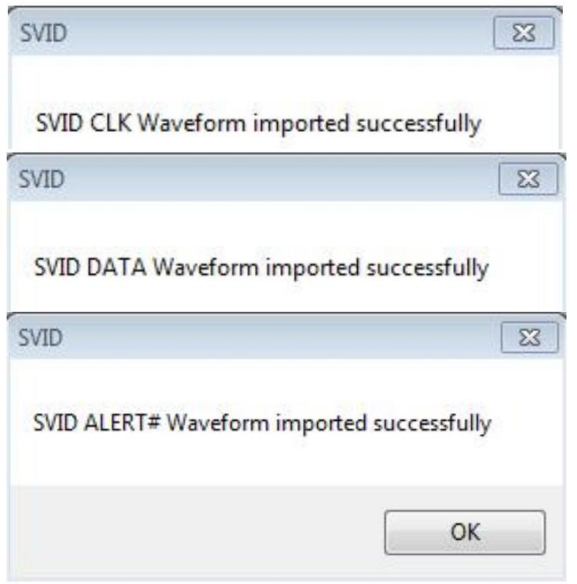 SVID
SVID CLK Waveform imported successfully
SVID
SVID DATA Waveform imported successfully
SVID
SVID ALERT# Waveform imported successfully
OK